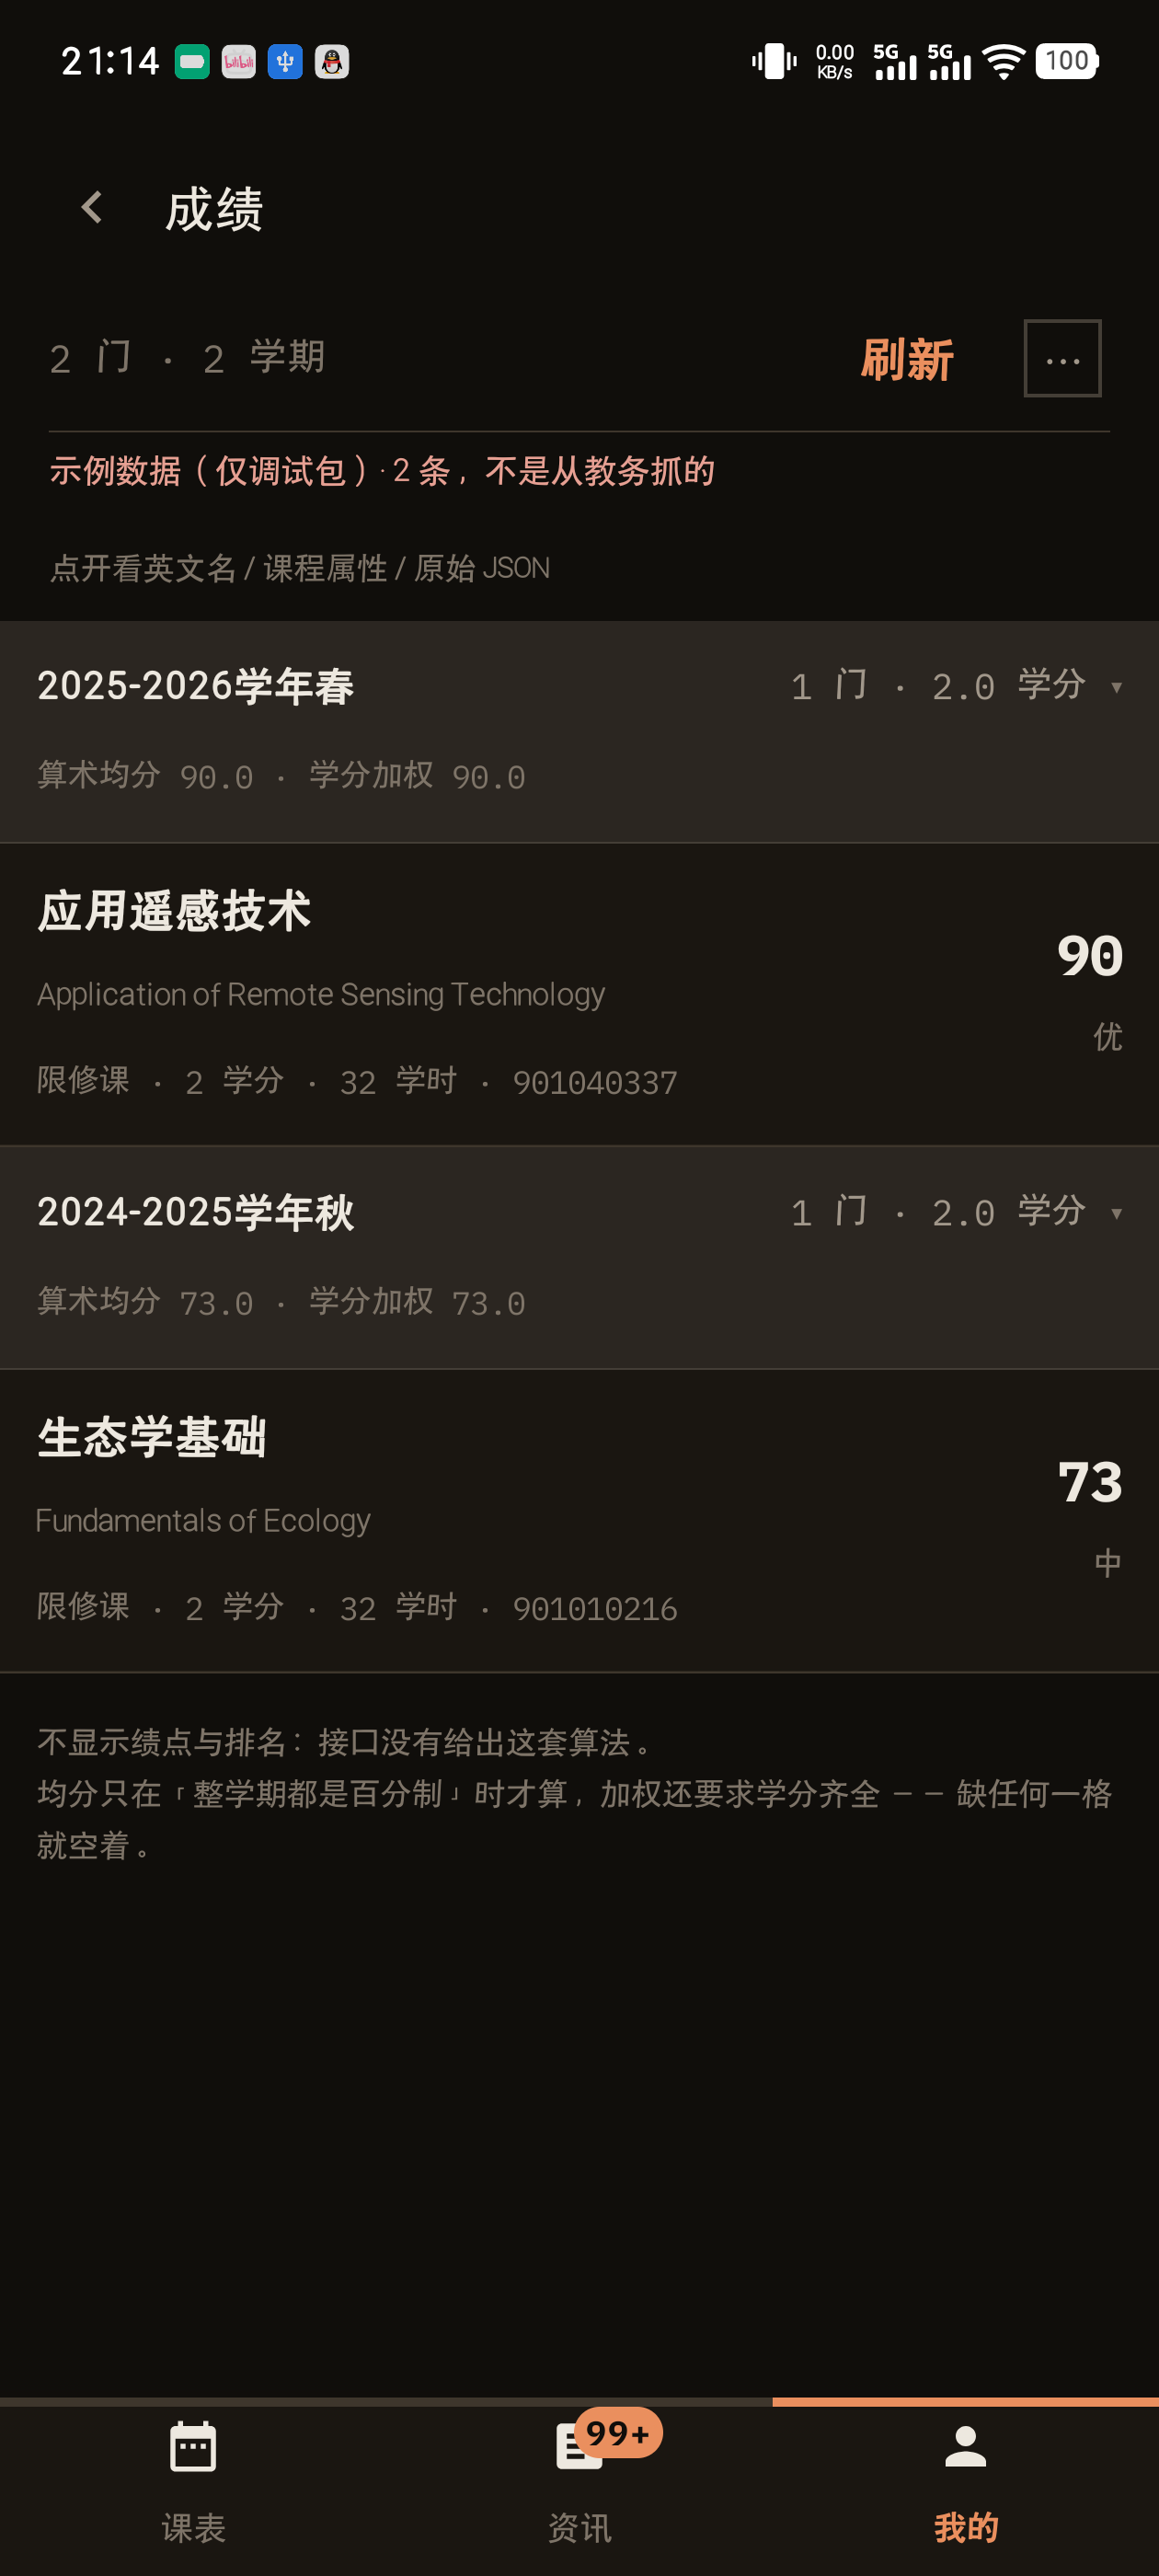 21:14 bilibili 0.00 KB/s 5G 5G 100
成绩
2 门 · 2 学期 刷新 ···
示例数据（仅调试包）· 2 条，不是从教务抓的
点开看英文名 / 课程属性 / 原始 JSON
2025-2026学年春 1 门 · 2.0 学分 ▾
算术均分 90.0 · 学分加权 90.0
应用遥感技术
90
Application of Remote Sensing Technology
优
限修课 · 2 学分 · 32 学时 · 901040337
2024-2025学年秋 1 门 · 2.0 学分 ▾
算术均分 73.0 · 学分加权 73.0
生态学基础
73
Fundamentals of Ecology
中
限修课 · 2 学分 · 32 学时 · 901010216
不显示绩点与排名：接口没有给出这套算法。
均分只在「整学期都是百分制」时才算，加权还要求学分齐全 —— 缺任何一格
就空着。
99+
课表 资讯 我的